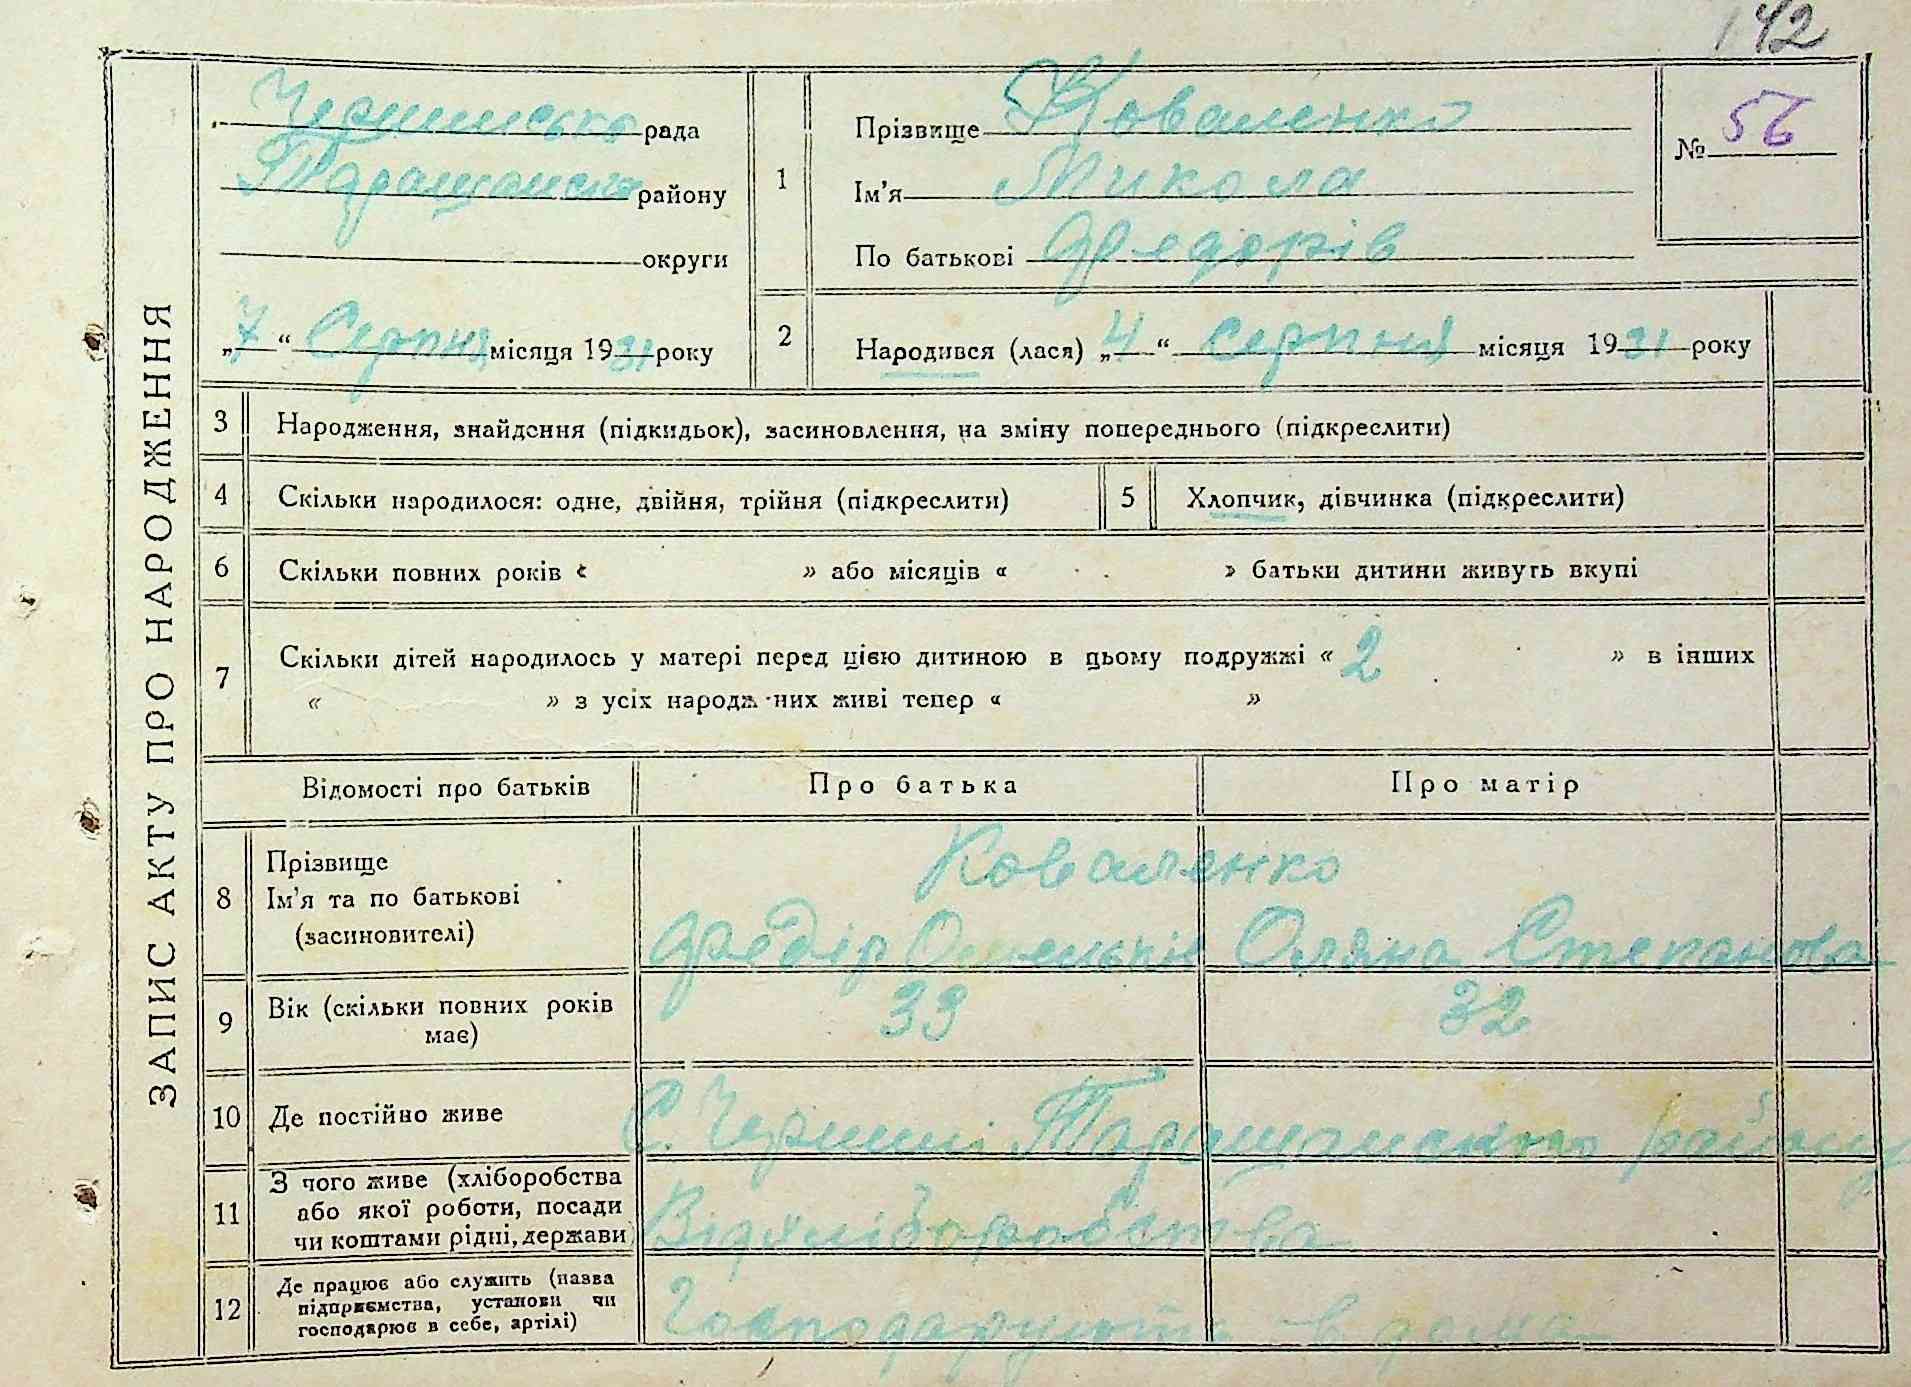 142
ЗАПИС АКТУ ПРО НАРОДЖЕННЯ
рада
Таращанського району
округи
„7“ Серпня місяця 1931 року
1
Прізвище Коваленко
Ім'я Микола
По батькові Федорів
№ 56
2
Народився (лася) „4“ серпня місяця 1931 року
3 Народження, знайдення (підкидьок), засиновлення, на зміну попереднього (підкреслити)
4 Скільки народилося: одне, двійня, трійня (підкреслити)
5 Хлопчик, дівчинка (підкреслити)
6 Скільки повних років « » або місяців « » батьки дитини живуть вкупі
7 Скільки дітей народилось у матері перед цією дитиною в цьому подружжі « 2 » в інших
« » з усіх народж них живі тепер « »
Відомості про батьків Про батька Про матір
8 Прізвище
Ім'я та по батькові
(засиновителі)
Коваленко
Федір Омельків Оляна Степанова
9 Вік (скільки повних років
має)
33 32
10 Де постійно живе
С. Чернині Таращанського району
11 З чого живе (хліборобства
або якої роботи, посади
чи коштами рідні, держави)
Від хліборобства
12 Де працює або служить (назва
підприємства, установи чи
господарює в себе, артілі)
Господарують в дома